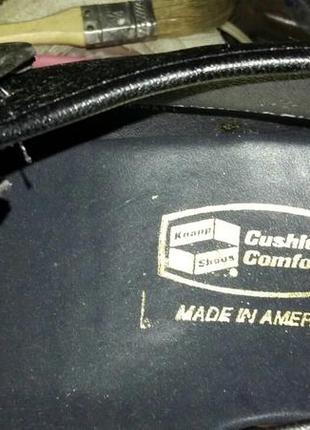 Knapp
Shoes
®
Cushio
Comfo
MADE IN AMER